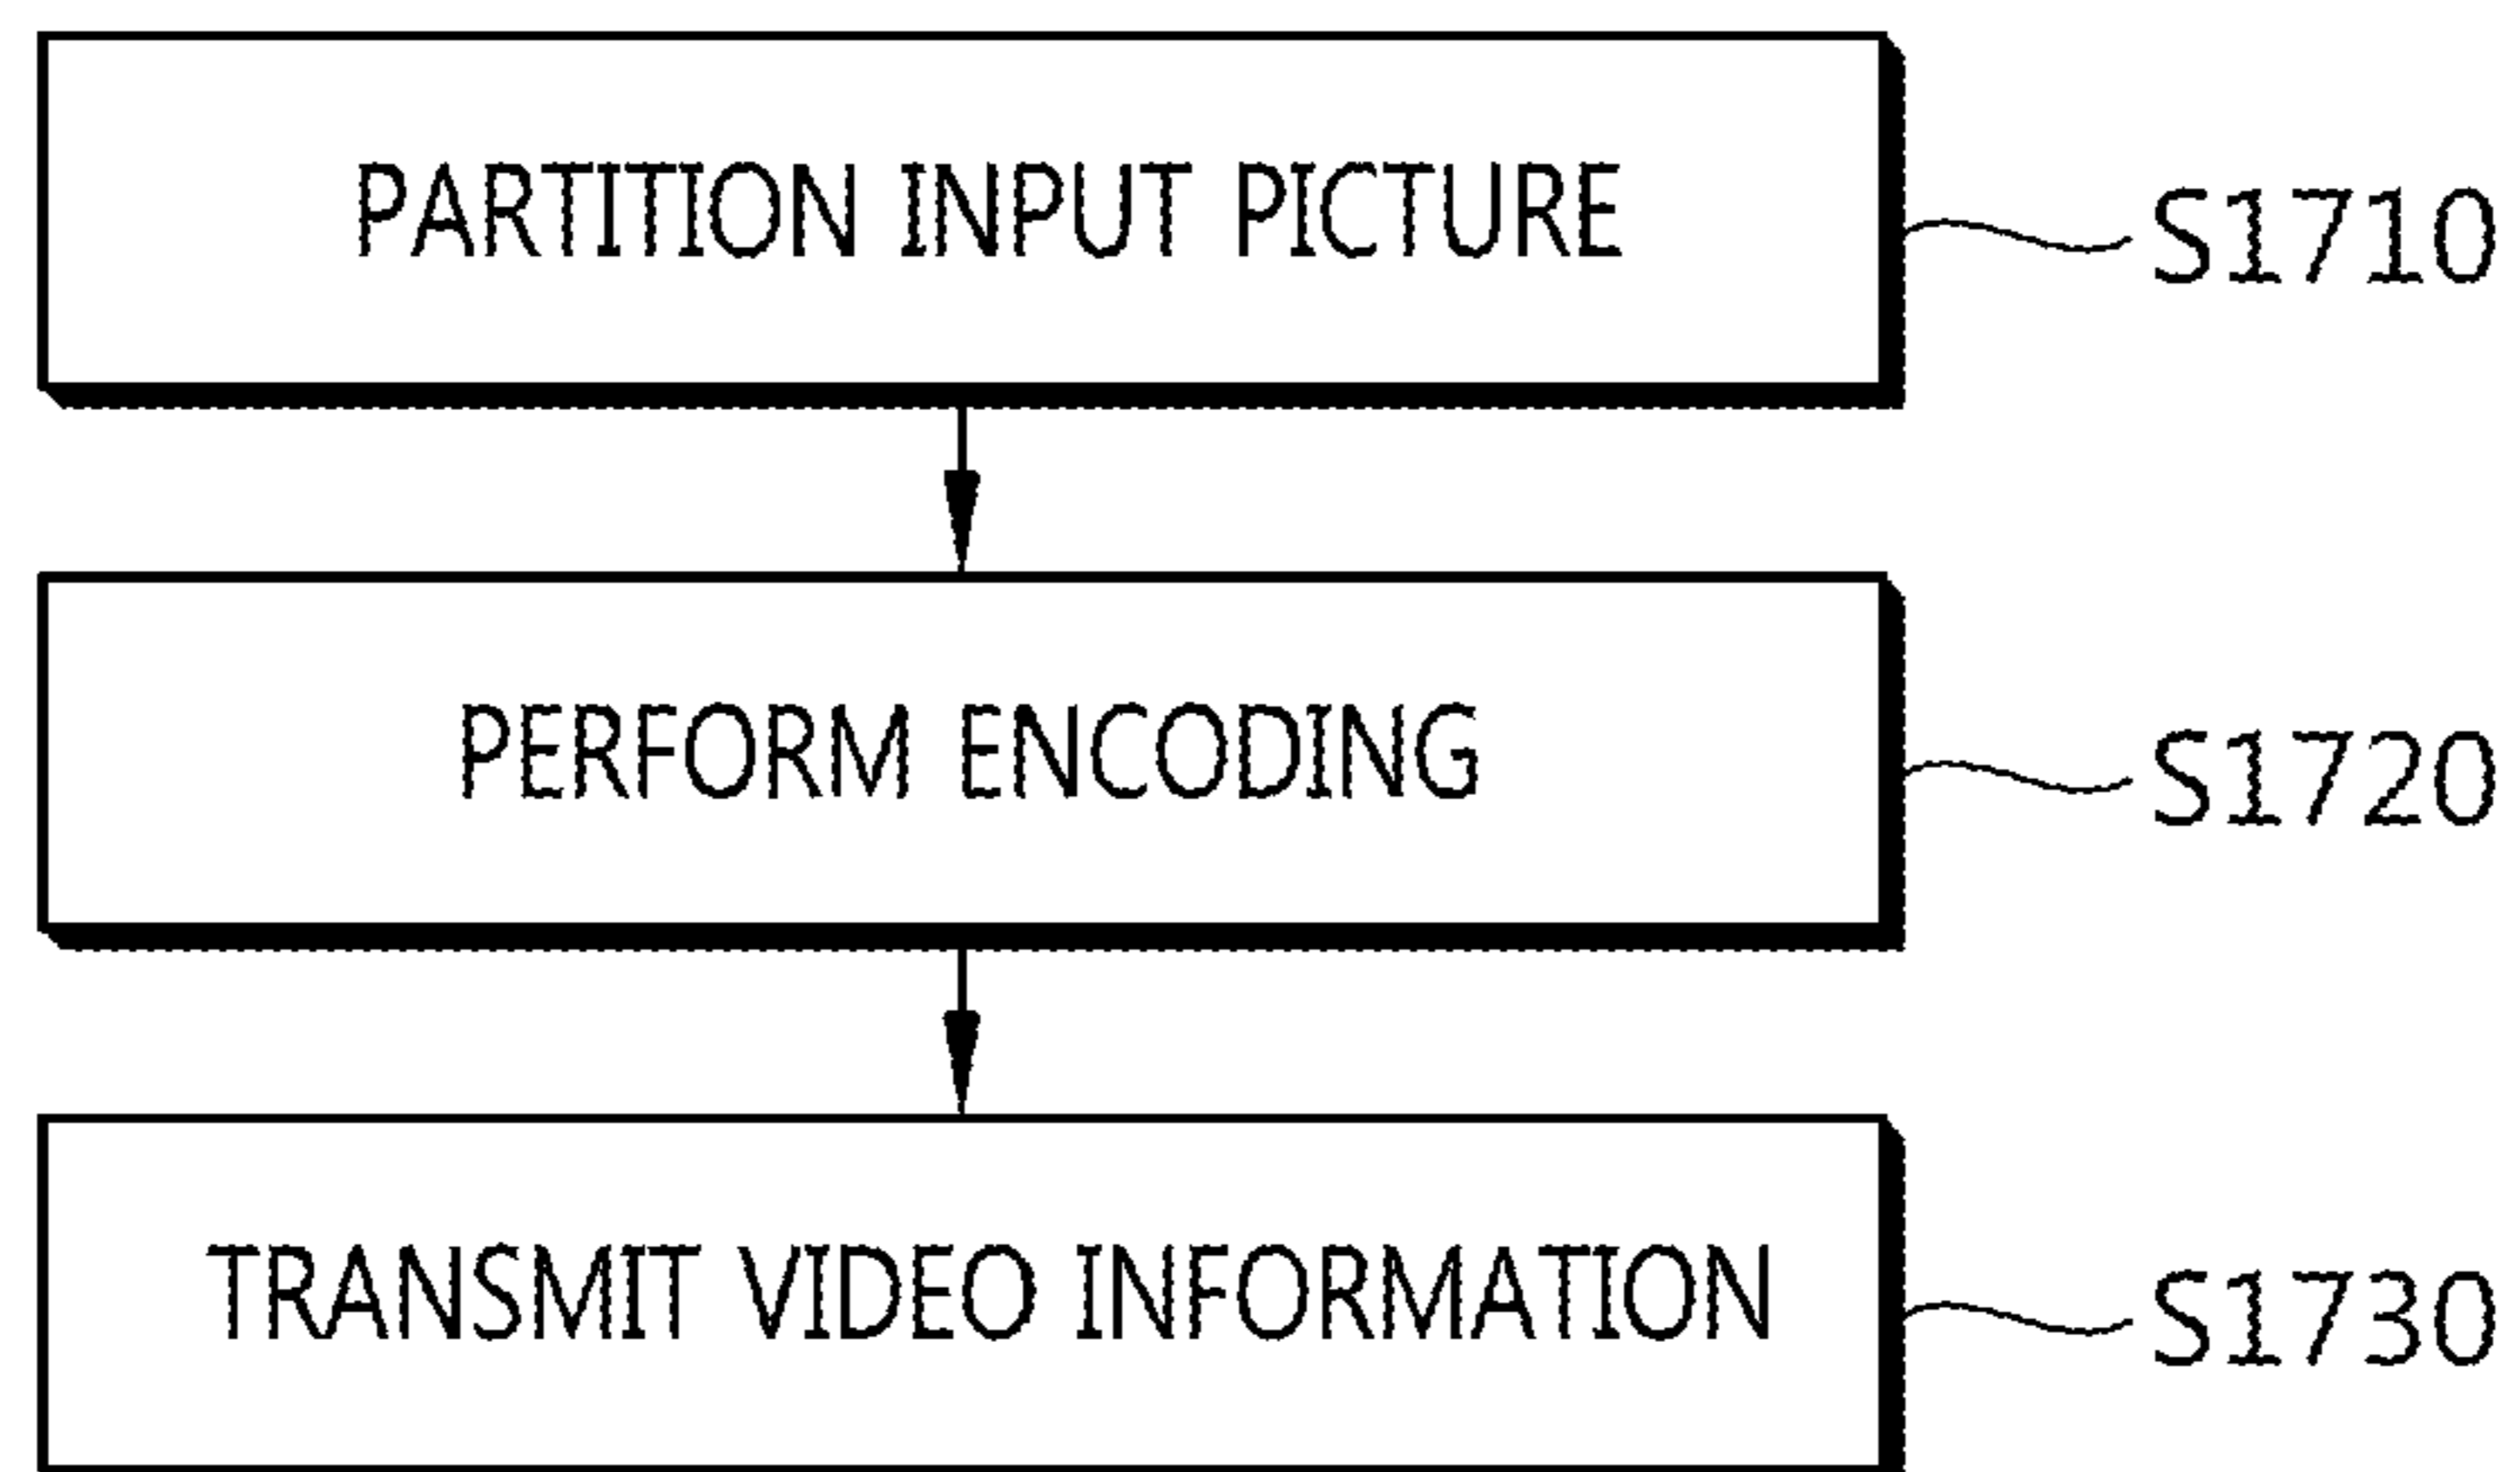 PARTITION INPUT PICTURE
S1710
PERFORM ENCODING
S1720
TRANSMIT VIDEO INFORMATION
S1730